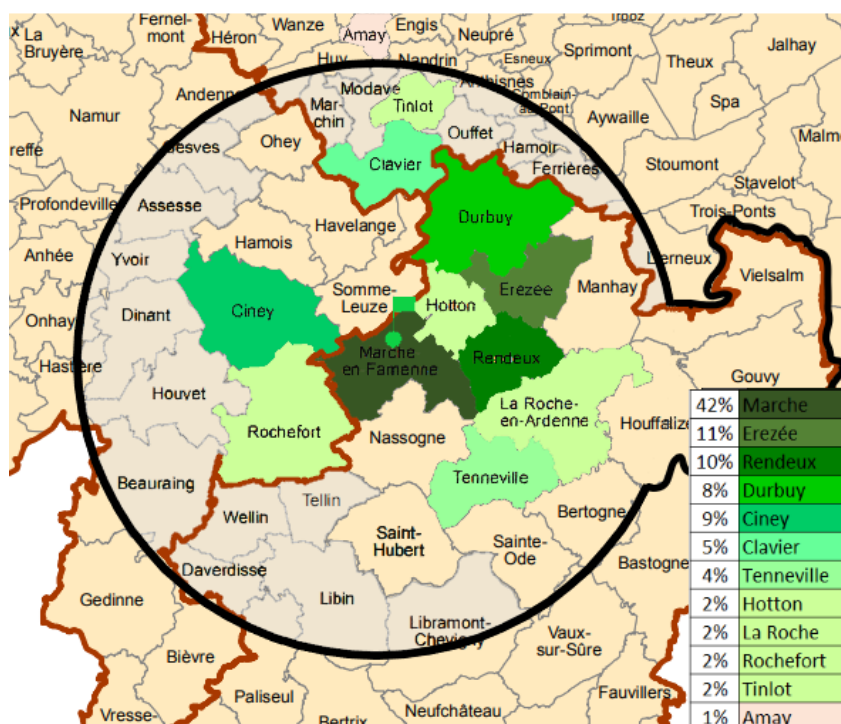 x
La
Bruyère
Fernel-
mont
Héron
Wanze
Amay
Engis
Neupré
Sprimont
Jalhay
Theux
Huy
Nandrin
Esneux
Anthisnes
Comblain-
au-Pont
Spa
Aywaille
Namur
Andenne
Mar-
chin
Modave
Tinlot
Ouffet
Hamoir
Ferrières
Ohey
Clavier
Stoumont
Stavelot
Trois-Ponts
Profondeville
Assesse
Havelange
Durbuy
Anhée
Yvoir
Hamois
Lierneux
Vielsalm
Manhay
Erezée
Somme-
Leuze
Hotton
Onhay
Dinant
Ciney
Marche
en Famenne
Rendeux
Hastière
Houyet
Gouvy
La Roche-
en-Ardenne
Houffalize
Rochefort
Nassogne
Tenneville
Beauraing
Tellin
Wellin
Bertogne
Saint-
Hubert
Sainte-
Ode
Bastogne
Daverdisse
Gedinne
Libin
Libramont-
Chevigny
Vaux-
sur-Sûre
Bièvre
Fauvillers
Vresse-
Paliseul
Bertrix
Neufchâteau
42% Marche
11% Erezée
10% Rendeux
8% Durbuy
9% Ciney
5% Clavier
4% Tenneville
2% Hotton
2% La Roche
2% Rochefort
2% Tinlot
1% Amay